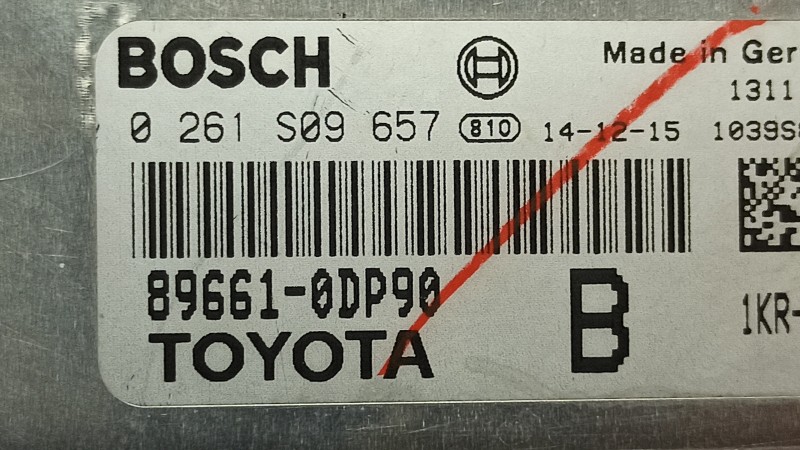 BOSCH
Made in Ger
1311
0 261 S09 657 810 14-12-15 1039S
89661-0DP90
B
1KR-
TOYOTA